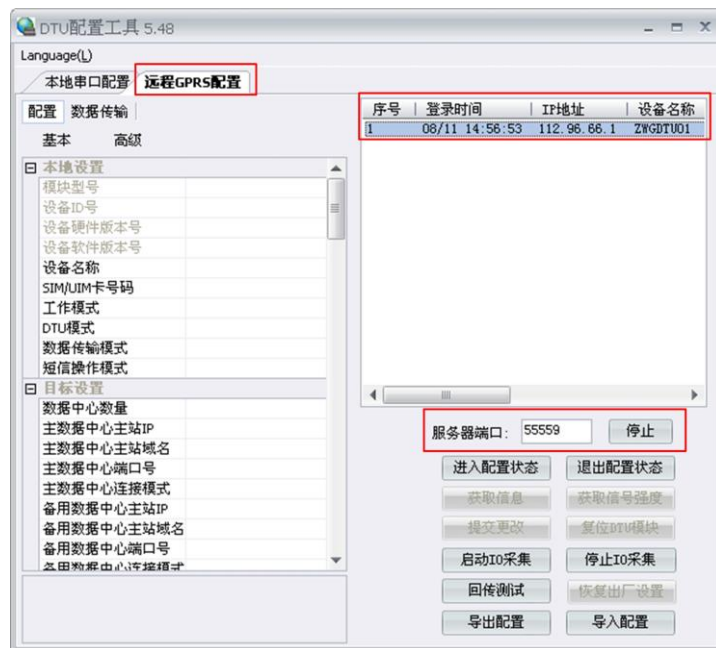 DTU配置工具 5.48
Language(L)
本地串口配置 远程GPRS配置
配置 数据传输
基本 高级
本地设置
模块型号
设备ID号
设备硬件版本号
设备软件版本号
设备名称
SIM/UIM卡号码
工作模式
DTU模式
数据传输模式
短信操作模式
目标设置
数据中心数量
主数据中心主站IP
主数据中心主站域名
主数据中心端口号
主数据中心连接模式
备用数据中心主站IP
备用数据中心主站域名
备用数据中心端口号
备用数据中心连接模式
序号 登录时间 IP地址 设备名称
1 08/11 14:56:53 112.96.66.1 ZWGDTU01
服务器端口: 55559 停止
进入配置状态 退出配置状态
获取信息 获取信号强度
提交更改 复位DTU模块
启动IO采集 停止IO采集
回传测试 恢复出厂设置
导出配置 导入配置